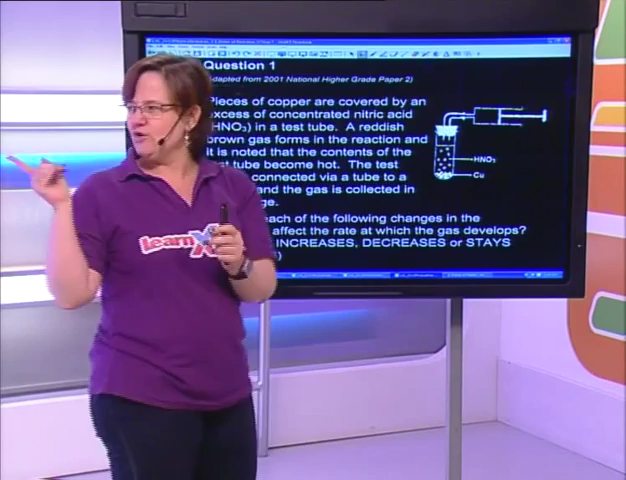 Question 1
dapted from 2001 National Higher Grade Paper 2)
Pieces of copper are covered by an
excess of concentrated nitric acid
(HNO3) in a test tube. A reddish
brown gas forms in the reaction and
it is noted that the contents of the
tube become hot. The test
connected via a tube to a
and the gas is collected in
HNO3
Cu
each of the following changes in the
affect the rate at which the gas develops?
INCREASES, DECREASES or STAYS
learn X